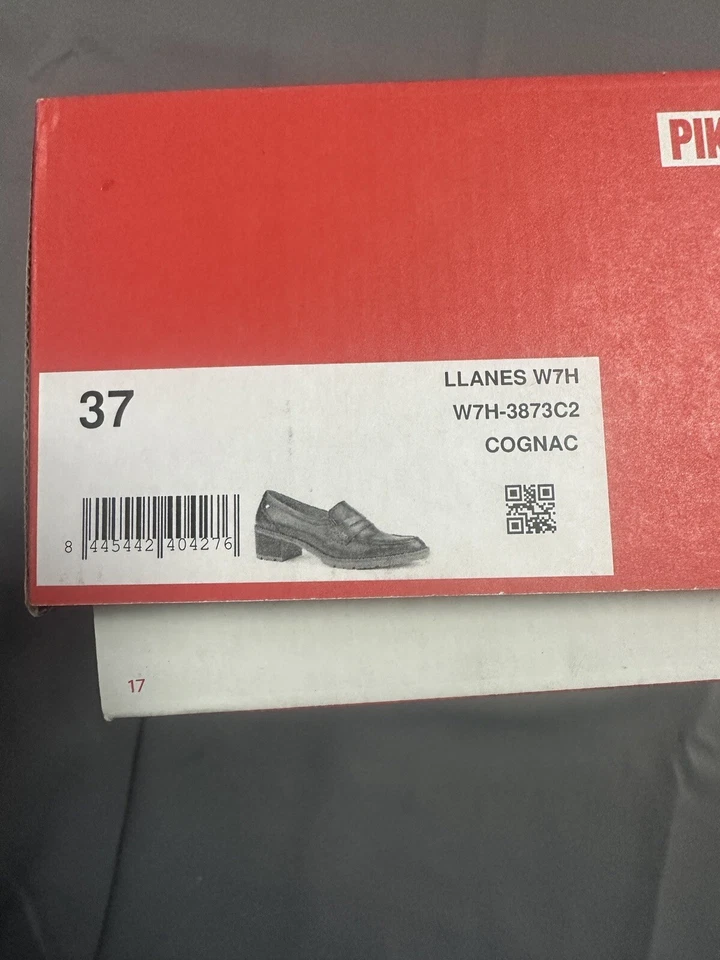 PIK
37
LLANES W7H
W7H-3873C2
COGNAC
8 445442 404276
17